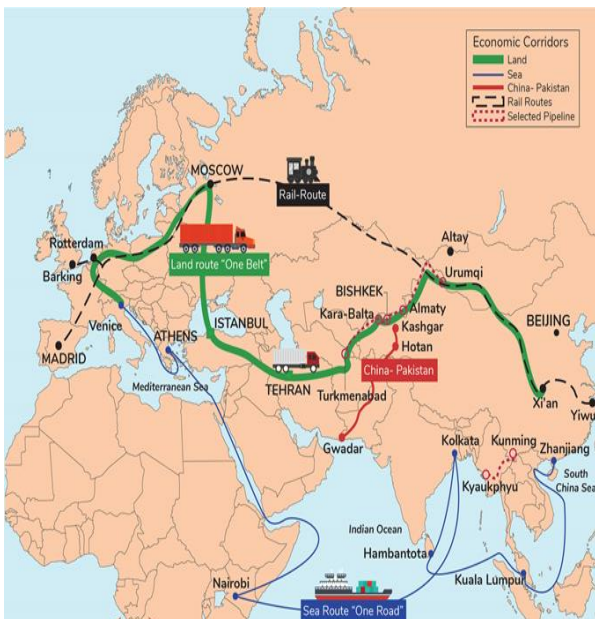 Economic Corridors
Land
Sea
China- Pakistan
Rail Routes
Selected Pipeline
MOSCOW
Rail-Route
Rotterdam
Barking
Land route "One Belt"
Altay
Urumqi
BISHKEK
Kara-Balta
Almaty
Kashgar
Hotan
BEIJING
Venice
ATHENS
ISTANBUL
MADRID
Mediterranean Sea
TEHRAN
Turkmenabad
China- Pakistan
Xi'an
Yiwu
Gwadar
Kolkata
Kunming
Zhanjiang
Kyaukphyu
South
China Sea
Indian Ocean
Hambantota
Kuala Lumpur
Nairobi
Sea Route "One Road"